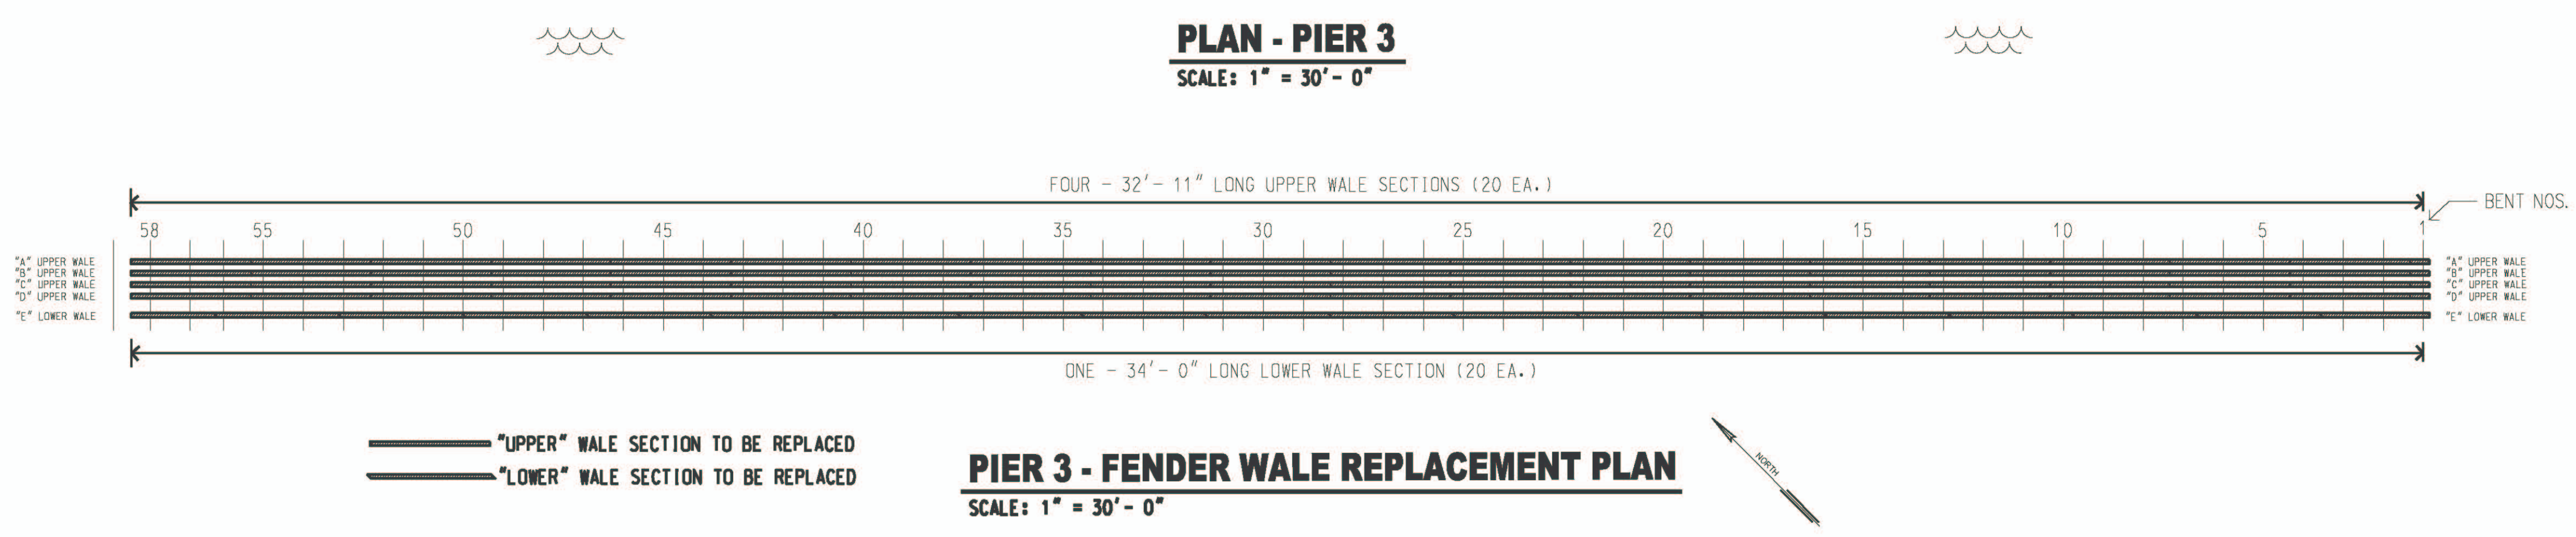 PLAN - PIER 3
SCALE: 1" = 30'- 0"
FOUR - 32'- 11" LONG UPPER WALE SECTIONS (20 EA.)
BENT NOS.
58 55 50 45 40 35 30 25 20 15 10 5 1
"A" UPPER WALE "A" UPPER WALE
"B" UPPER WALE "B" UPPER WALE
"C" UPPER WALE "C" UPPER WALE
"D" UPPER WALE "D" UPPER WALE
"E" LOWER WALE "E" LOWER WALE
ONE - 34'- 0" LONG LOWER WALE SECTION (20 EA.)
"UPPER" WALE SECTION TO BE REPLACED
"LOWER" WALE SECTION TO BE REPLACED
PIER 3 - FENDER WALE REPLACEMENT PLAN
SCALE: 1" = 30'- 0"
NORTH